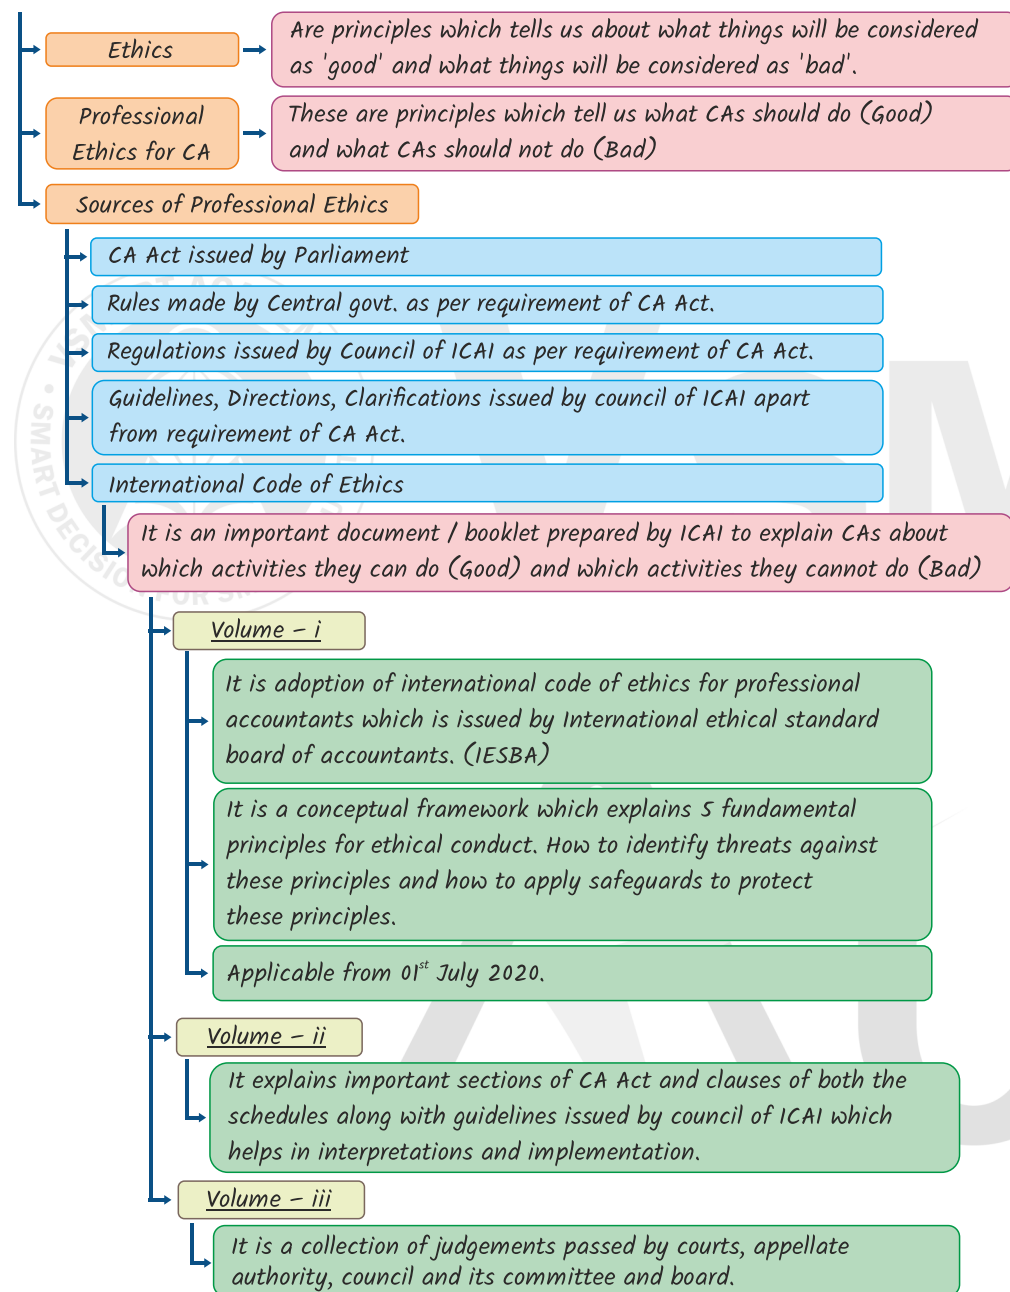 Ethics
Are principles which tells us about what things will be considered
as 'good' and what things will be considered as 'bad'.
Professional
Ethics for CA
These are principles which tell us what CAs should do (Good)
and what CAs should not do (Bad)
Sources of Professional Ethics
CA Act issued by Parliament
Rules made by Central govt. as per requirement of CA Act.
Regulations issued by Council of ICAI as per requirement of CA Act.
Guidelines, Directions, Clarifications issued by council of ICAI apart
from requirement of CA Act.
International Code of Ethics
It is an important document / booklet prepared by ICAI to explain CAs about
which activities they can do (Good) and which activities they cannot do (Bad)
Volume – i
It is adoption of international code of ethics for professional
accountants which is issued by International ethical standard
board of accountants. (IESBA)
It is a conceptual framework which explains 5 fundamental
principles for ethical conduct. How to identify threats against
these principles and how to apply safeguards to protect
these principles.
Applicable from 01st July 2020.
Volume – ii
It explains important sections of CA Act and clauses of both the
schedules along with guidelines issued by council of ICAI which
helps in interpretations and implementation.
Volume – iii
It is a collection of judgements passed by courts, appellate
authority, council and its committee and board.
SMART DECISION FOR